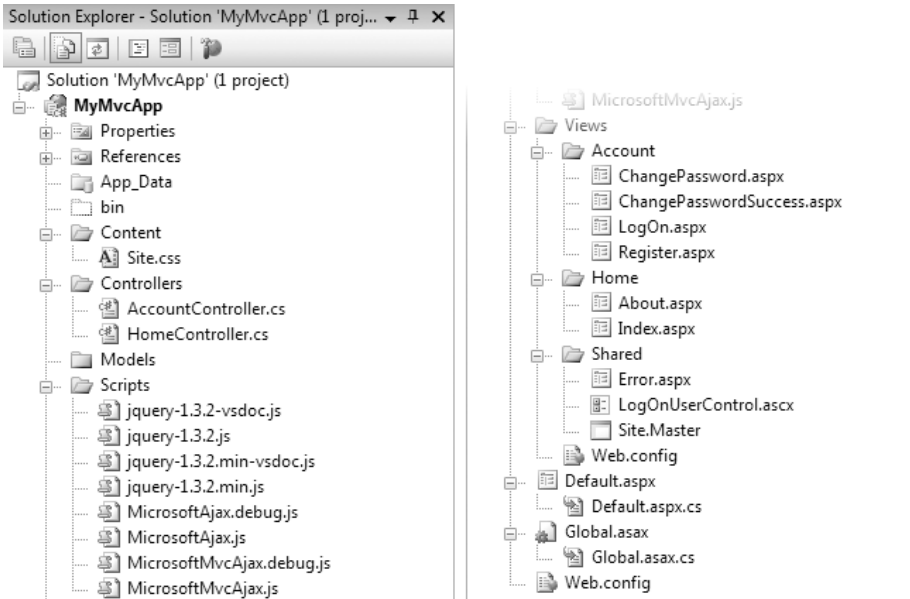 Solution Explorer - Solution 'MyMvcApp' (1 proj...
Solution 'MyMvcApp' (1 project)
MyMvcApp
Properties
References
App_Data
bin
Content
Site.css
Controllers
AccountController.cs
HomeController.cs
Models
Scripts
jquery-1.3.2-vsdoc.js
jquery-1.3.2.js
jquery-1.3.2.min-vsdoc.js
jquery-1.3.2.min.js
MicrosoftAjax.debug.js
MicrosoftAjax.js
MicrosoftMvcAjax.debug.js
MicrosoftMvcAjax.js
MicrosoftMvcAjax.js
Views
Account
ChangePassword.aspx
ChangePasswordSuccess.aspx
LogOn.aspx
Register.aspx
Home
About.aspx
Index.aspx
Shared
Error.aspx
LogOnUserControl.ascx
Site.Master
Web.config
Default.aspx
Default.aspx.cs
Global.asax
Global.asax.cs
Web.config